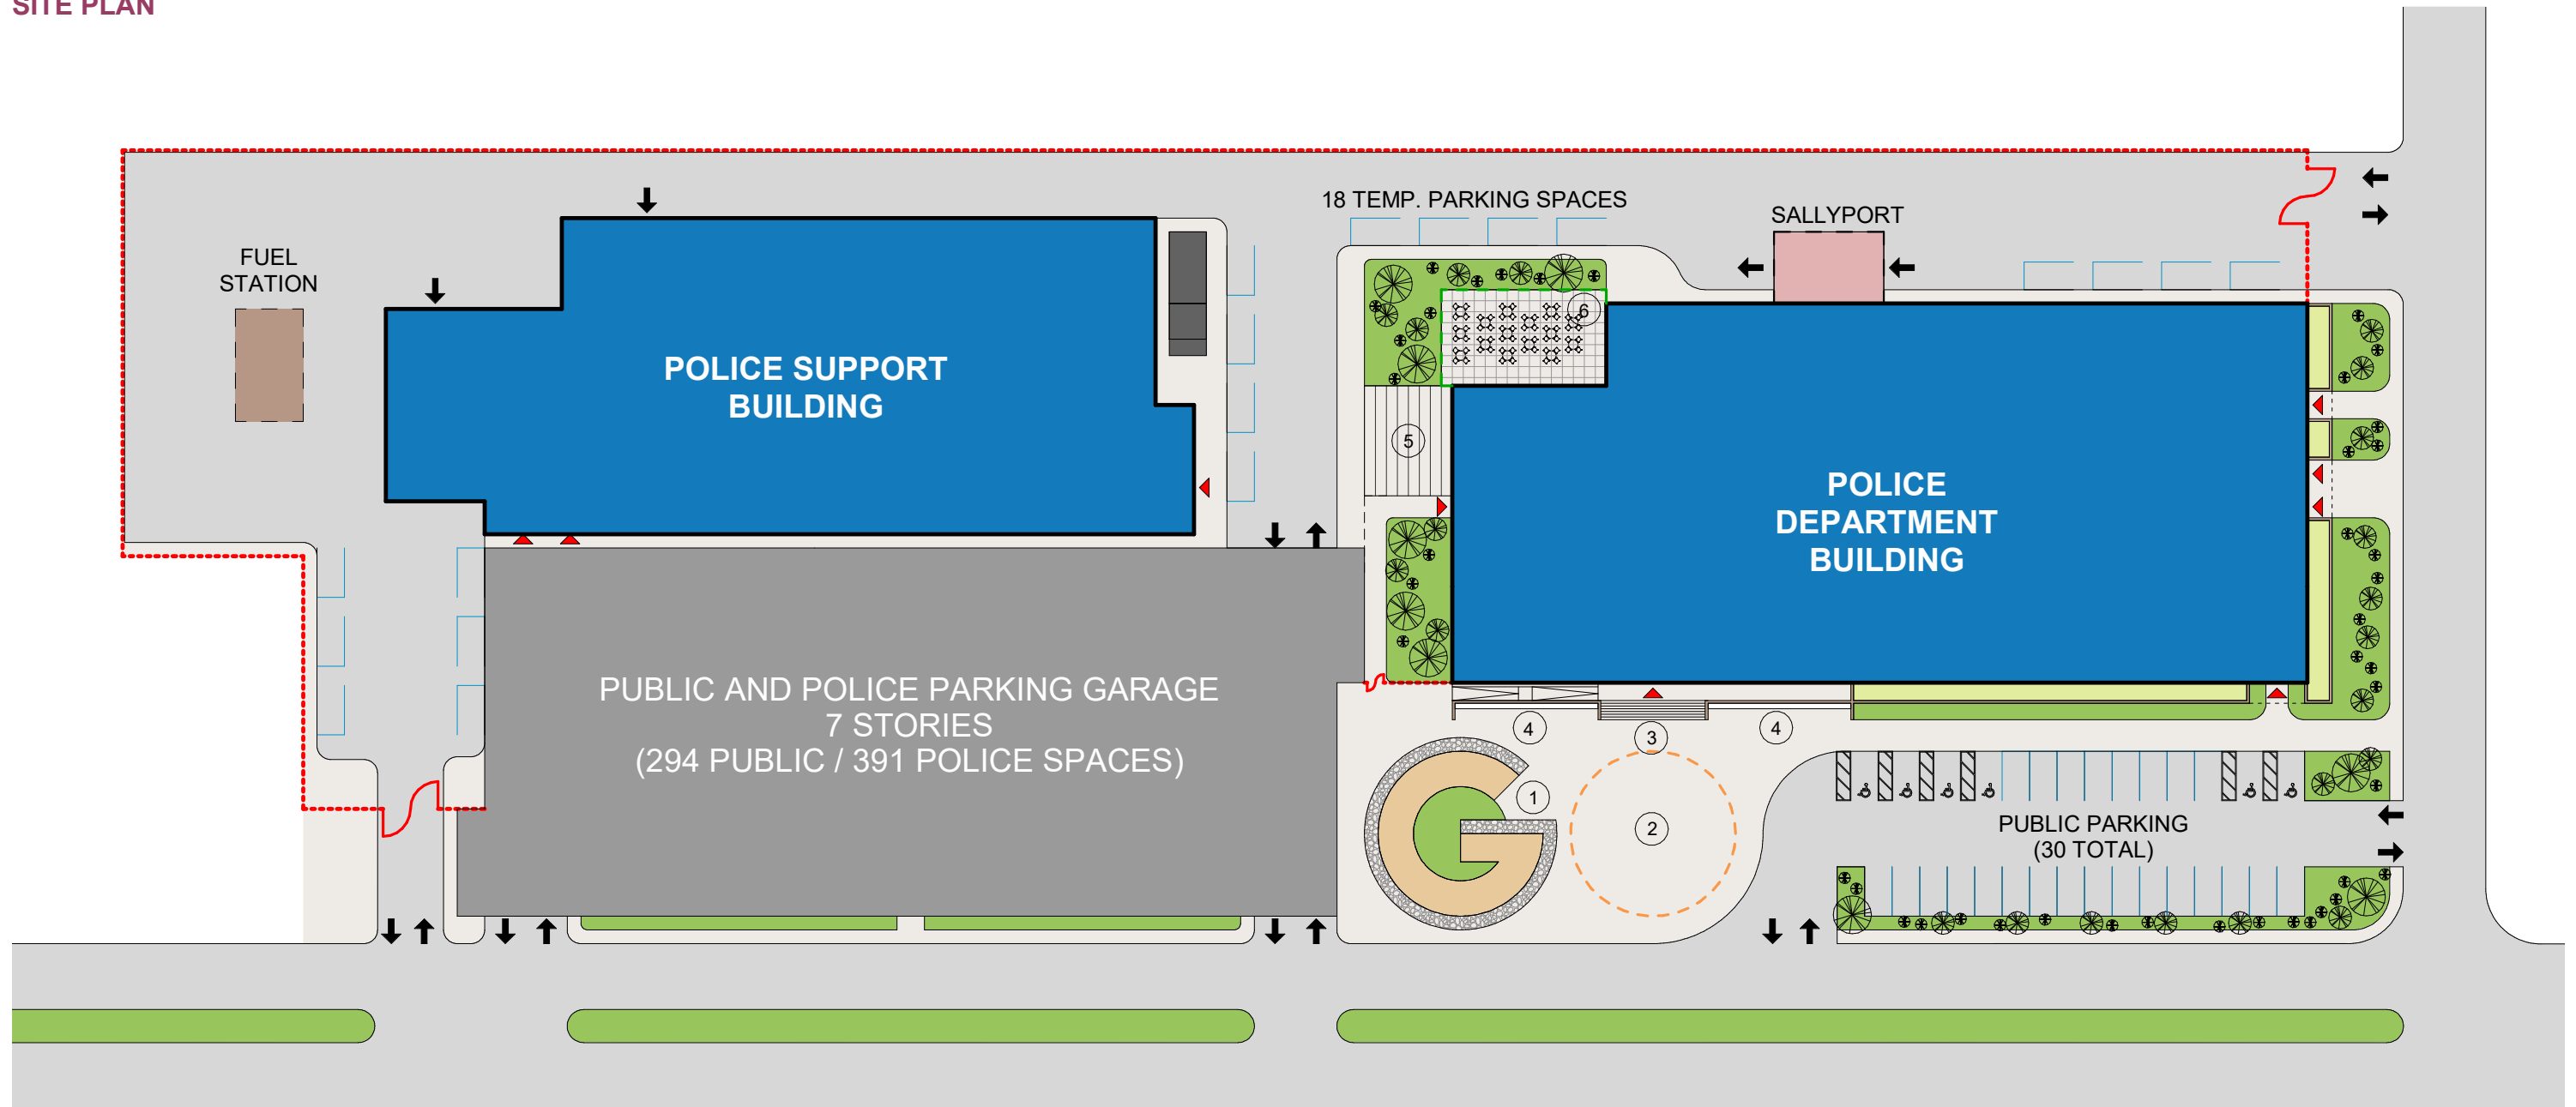 SITE PLAN
18 TEMP. PARKING SPACES
SALLYPORT
FUEL
STATION
6
POLICE SUPPORT
BUILDING
5
POLICE
DEPARTMENT
BUILDING
PUBLIC AND POLICE PARKING GARAGE
7 STORIES
(294 PUBLIC / 391 POLICE SPACES)
4
3
4
1
2
PUBLIC PARKING
(30 TOTAL)